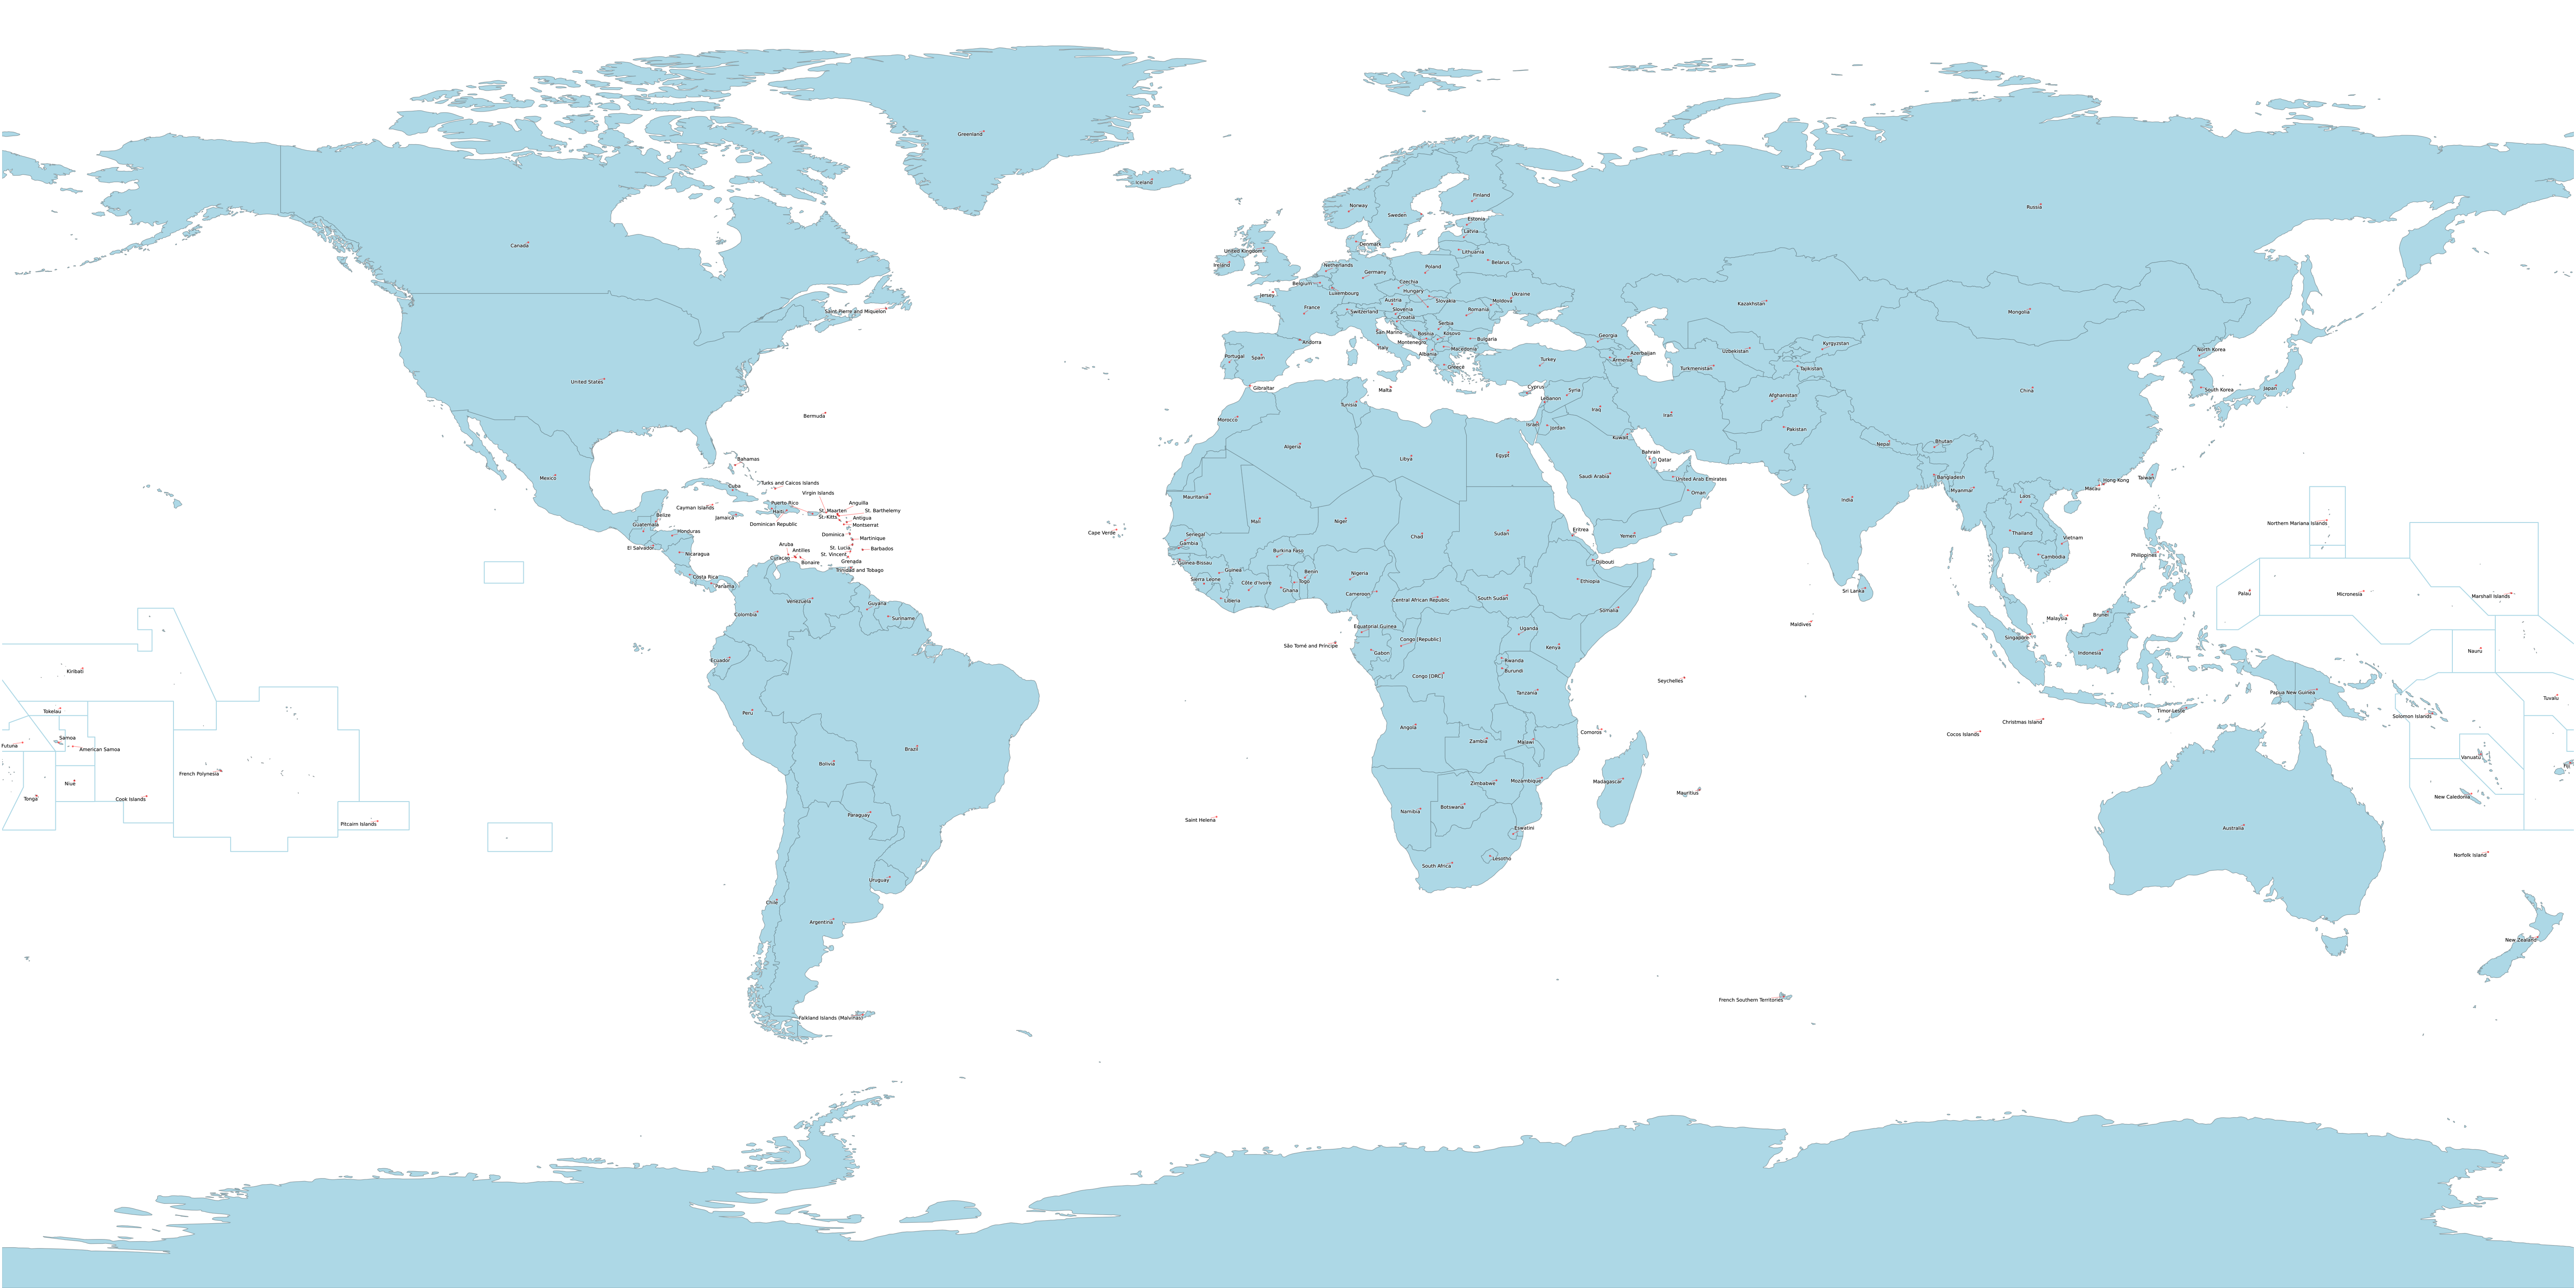 Greenland
Iceland
Finland
Norway
Sweden
Russia
Estonia
Latvia
Denmark
Canada
United Kingdom
Lithuania
Ireland
Belarus
Netherlands
Poland
Germany
Belgium
Czechia
Luxembourg
Hungary
Jersey
Ukraine
Austria
Slovakia
Moldova
Kazakhstan
France
Slovenia
Romania
Saint Pierre and Miquelon
Switzerland
Mongolia
Croatia
Serbia
San Marino
Bosnia
Kosovo
Georgia
Bulgaria
Andorra
Montenegro
Kyrgyzstan
Italy
Macedonia
North Korea
Uzbekistan
Azerbaijan
Albania
Portugal
Spain
Turkey
Armenia
Greece
Turkmenistan
Tajikistan
United States
Gibraltar
Cyprus
Malta
Syria
South Korea
Japan
China
Afghanistan
Lebanon
Tunisia
Iraq
Bermuda
Iran
Morocco
Israel
Jordan
Pakistan
Kuwait
Bhutan
Nepal
Algeria
Bahrain
Egypt
Libya
Bahamas
Qatar
Saudi Arabia
Mexico
Bangladesh
Taiwan
United Arab Emirates
Hong Kong
Turks and Caicos Islands
Cuba
Macau
Myanmar
Virgin Islands
Oman
Mauritania
Laos
India
Puerto Rico
Anguilla
Cayman Islands
St. Maarten
St. Barthelemy
Haiti
Belize
St. Kitts
Jamaica
Antigua
Mali
Niger
Northern Mariana Islands
Dominican Republic
Guatemala
Montserrat
Eritrea
Honduras
Cape Verde
Sudan
Thailand
Dominica
Senegal
Yemen
Chad
Martinique
Vietnam
Gambia
Aruba
El Salvador
St. Lucia
Barbados
Antilles
Burkina Faso
Nicaragua
St. Vincent
Philippines
Cambodia
Curacao
Grenada
Djibouti
Bonaire
Guinea-Bissau
Trinidad and Tobago
Guinea
Benin
Nigeria
Costa Rica
Sierra Leone
Togo
Ethiopia
Côte d'Ivoire
Panama
Ghana
Sri Lanka
Cameroon
Palau
Micronesia
Marshall Islands
South Sudan
Central African Republic
Venezuela
Liberia
Guyana
Somalia
Colombia
Brunei
Suriname
Malaysia
Maldives
Equatorial Guinea
Uganda
Singapore
Congo [Republic]
São Tomé and Príncipe
Kenya
Nauru
Gabon
Indonesia
Ecuador
Rwanda
Kiribati
Burundi
Congo [DRC]
Seychelles
Tanzania
Papua New Guinea
Tuvalu
Tokelau
Timor-Leste
Peru
Solomon Islands
Christmas Island
Angola
Comoros
Cocos Islands
Samoa
Zambia
Malawi
Futuna
American Samoa
Brazil
Vanuatu
Bolivia
Fiji
French Polynesia
Mozambique
Madagascar
Niue
Zimbabwe
Mauritius
New Caledonia
Tonga
Cook Islands
Botswana
Namibia
Paraguay
Saint Helena
Pitcairn Islands
Eswatini
Australia
Norfolk Island
Lesotho
South Africa
Uruguay
Chile
Argentina
New Zealand
French Southern Territories
Falkland Islands (Malvinas)